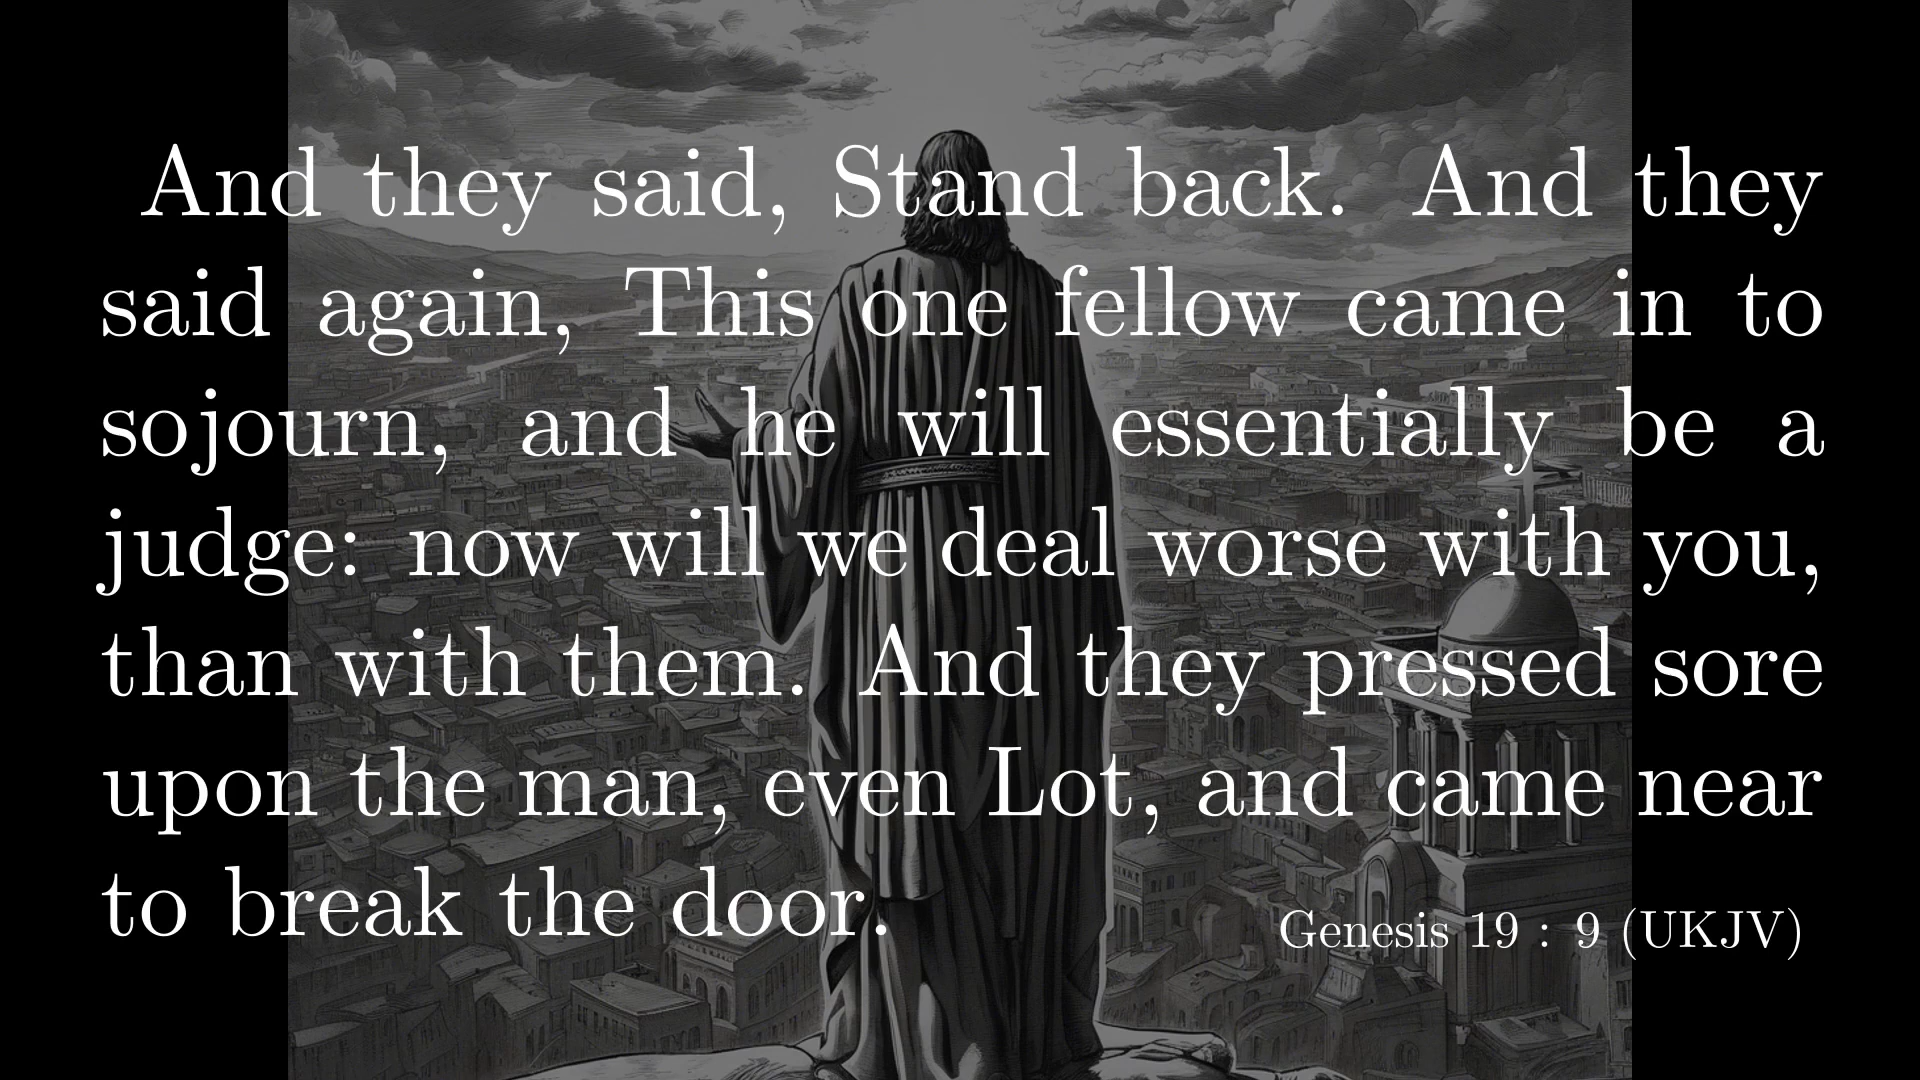 And they said, Stand back. And they
said again, This one fellow came in to
sojourn, and he will essentially be a
judge: now will we deal worse with you,
than with them. And they pressed sore
upon the man, even Lot, and came near
to break the door.
Genesis 19 : 9 (UKJV)